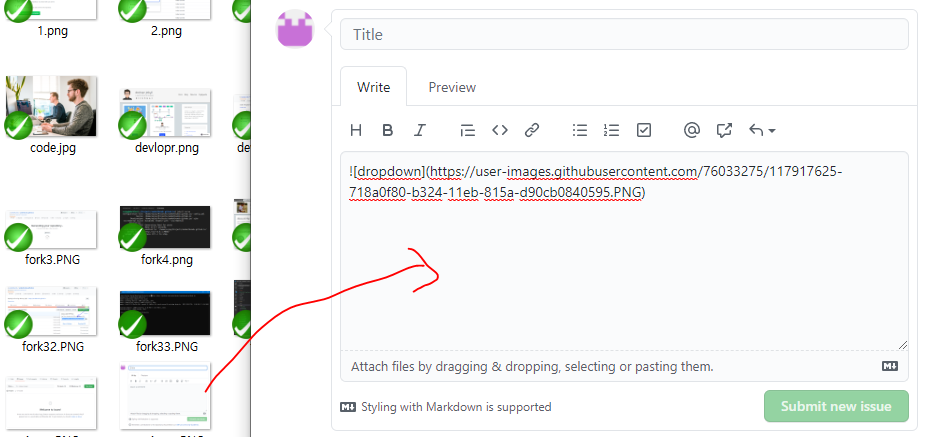 1.png
2.png
code.jpg
devlopr.png
fork3.PNG
fork4.png
fork32.PNG
fork33.PNG
Title
Write
Preview
![dropdown](https://user-images.githubusercontent.com/76033275/117917625-
718a0f80-b324-11eb-815a-d90cb0840595.PNG)
Attach files by dragging & dropping, selecting or pasting them.
Styling with Markdown is supported
Submit new issue